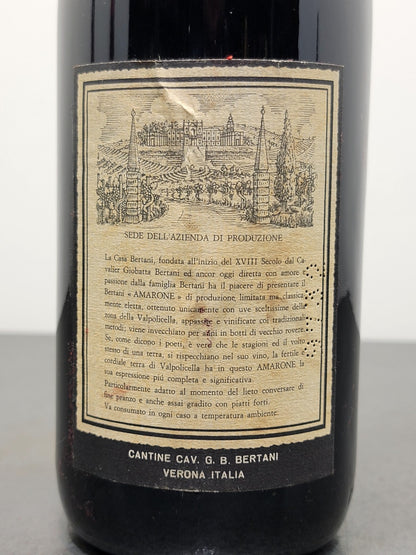 SEDE DELL'AZIENDA DI PRODUZIONE
La Casa Bertani, fondata all'inizio del XVIII Secolo dal Ca-
valier Giobatta Bertani ed ancor oggi diretta con amore e
passione dalla famiglia Bertani ha il piacere di presentare il
Bertani « AMARONE » di produzione limitata ma classica-
mente eletta, ottenuto unicamente con uve sceltissime della
zona della Valpolicella, appassite e vinificate col tradizional
metodi; viene invecchiato per anni in botti di vecchio rovere.
Se, come dicono i poeti, è vero che le stagioni ed il volto
stesso di una terra, si rispecchiano nel suo vino, la fertile e
cordiale terra di Valpolicella ha in questo AMARONE la
sua espressione più completa e significativa.
Particolarmente adatto al momento del lieto conversare di
fine pranzo e anche assai gradito con piatti forti.
Va consumato in ogni caso a temperatura ambiente.
CANTINE CAV. G. B. BERTANI
VERONA ITALIA